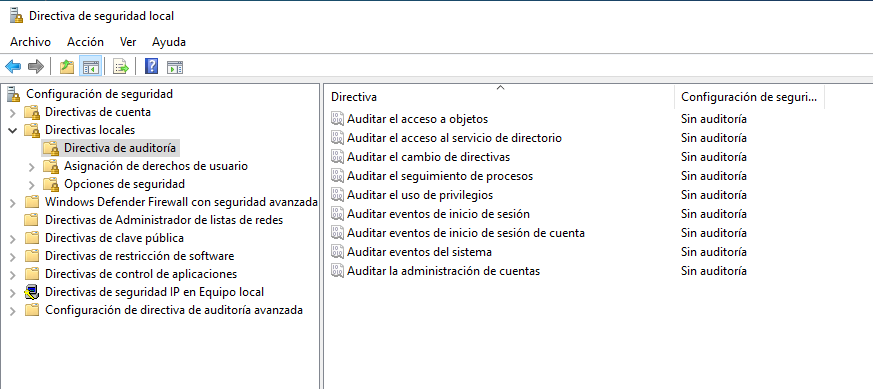 Directiva de seguridad local
Archivo Acción Ver Ayuda
Configuración de seguridad
Directivas de cuenta
Directivas locales
Directiva de auditoría
Asignación de derechos de usuario
Opciones de seguridad
Windows Defender Firewall con seguridad avanzada
Directivas de Administrador de listas de redes
Directivas de clave pública
Directivas de restricción de software
Directivas de control de aplicaciones
Directivas de seguridad IP en Equipo local
Configuración de directiva de auditoría avanzada
Directiva Configuración de seguri...
Auditar el acceso a objetos Sin auditoría
Auditar el acceso al servicio de directorio Sin auditoría
Auditar el cambio de directivas Sin auditoría
Auditar el seguimiento de procesos Sin auditoría
Auditar el uso de privilegios Sin auditoría
Auditar eventos de inicio de sesión Sin auditoría
Auditar eventos de inicio de sesión de cuenta Sin auditoría
Auditar eventos del sistema Sin auditoría
Auditar la administración de cuentas Sin auditoría